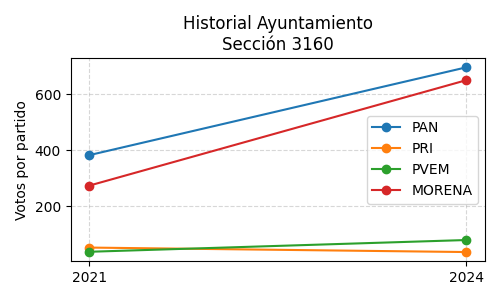 Historial Ayuntamiento
Sección 3160
Votos por partido
600
400
200
2021
2024
PAN
PRI
PVEM
MORENA